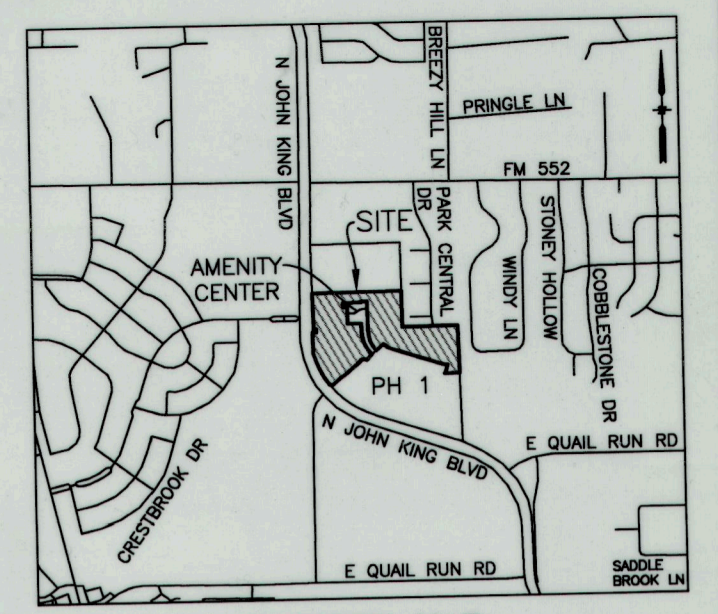 N JOHN KING BLVD
BREEZY HILL LN
PRINGLE LN
FM 552
SITE
PARK CENTRAL
DR
AMENITY
CENTER
WINDY LN
STONEY HOLLOW
COBBLESTONE DR
PH 1
N JOHN KING BLVD
E QUAIL RUN RD
CRESTBROOK DR
E QUAIL RUN RD
SADDLE
BROOK LN